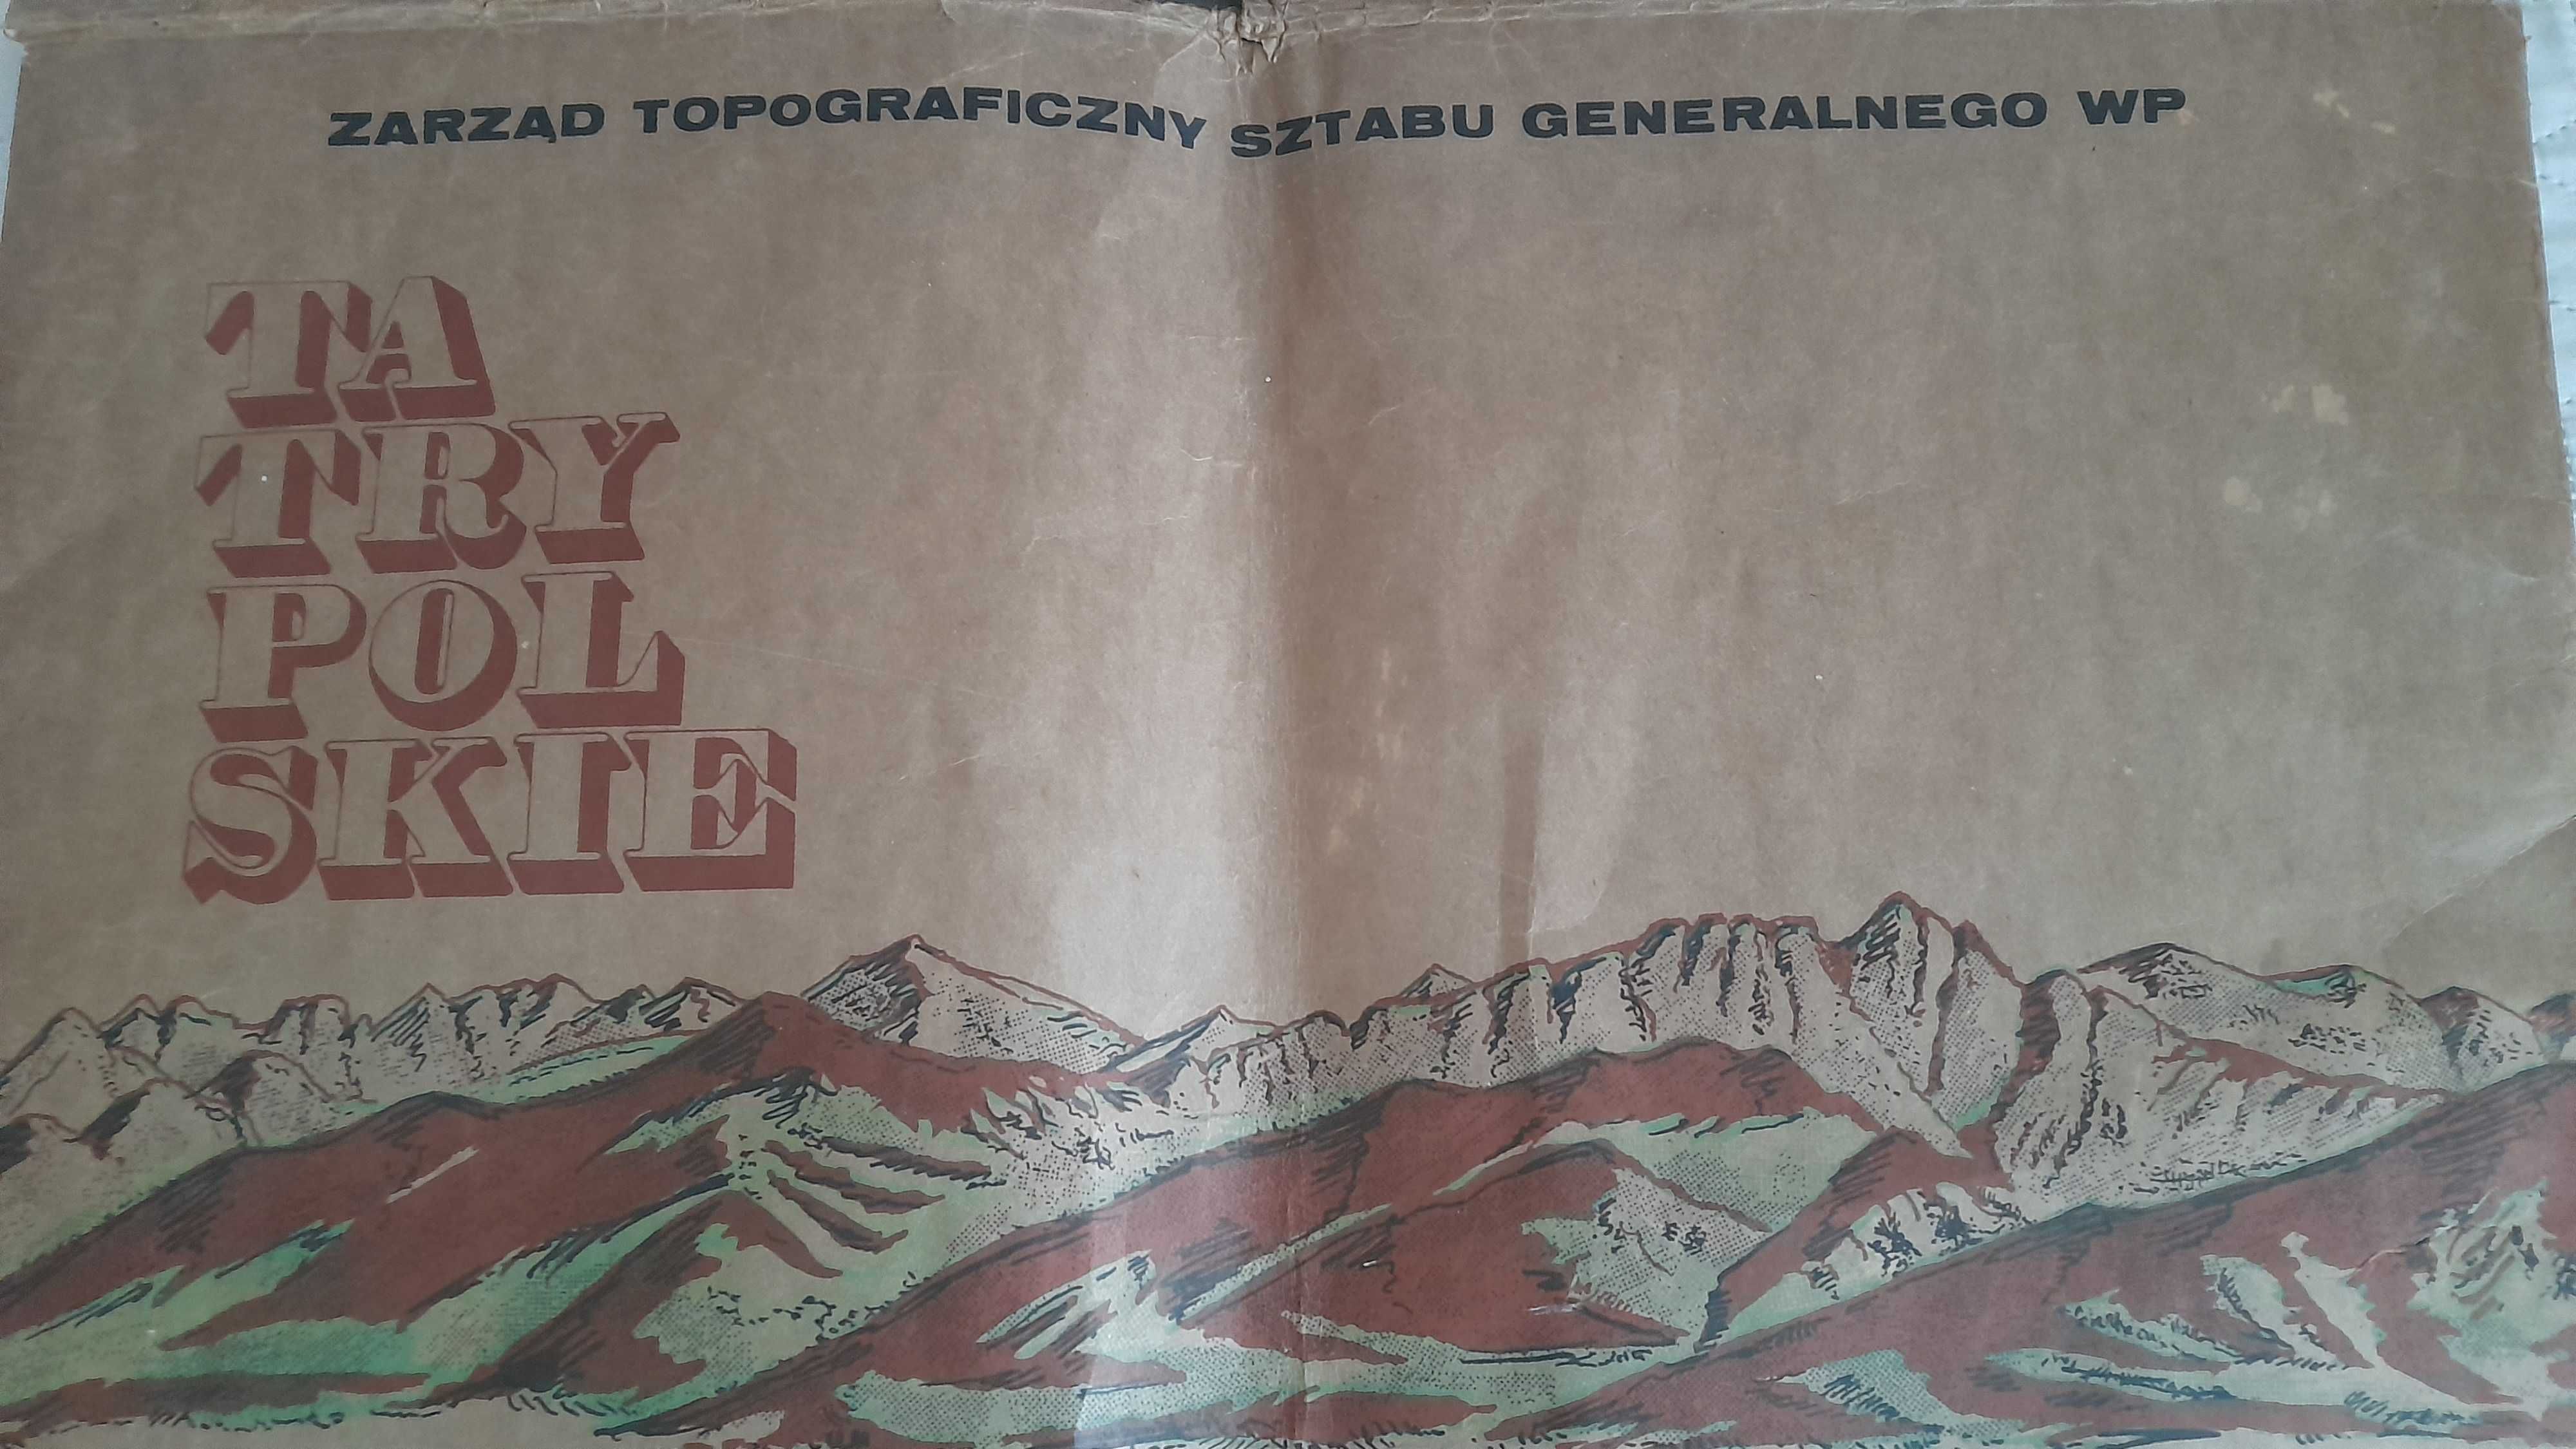 ZARZĄD TOPOGRAFICZNY SZTABU GENERALNEGO WP
TA
TRY
POL
SKIE